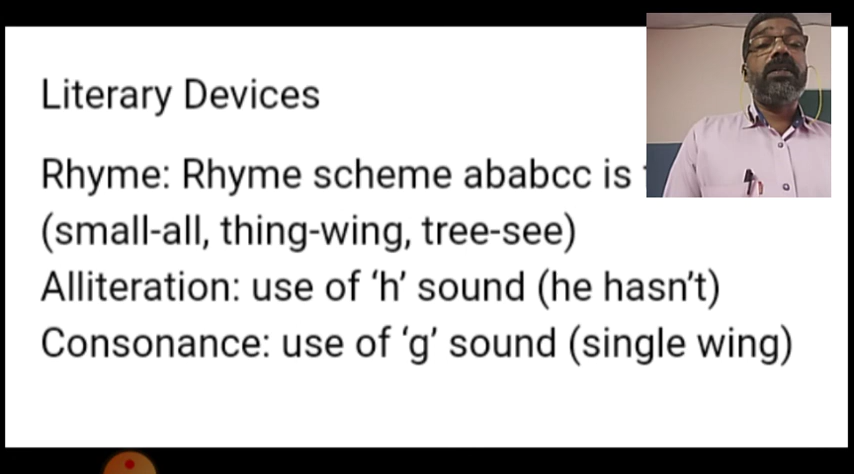 Literary Devices
Rhyme: Rhyme scheme ababcc is
(small-all, thing-wing, tree-see)
Alliteration: use of ‘h’ sound (he hasn’t)
Consonance: use of ‘g’ sound (single wing)